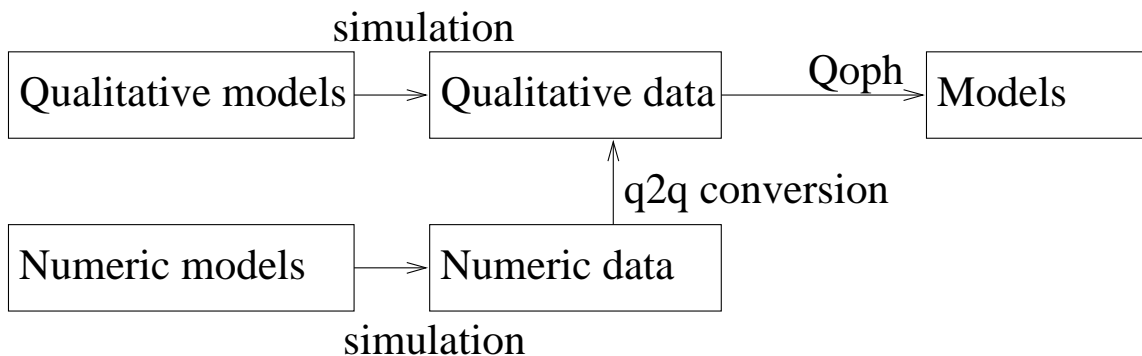 simulation
Qualitative models
Qualitative data
Qoph
Models
q2q conversion
Numeric models
Numeric data
simulation